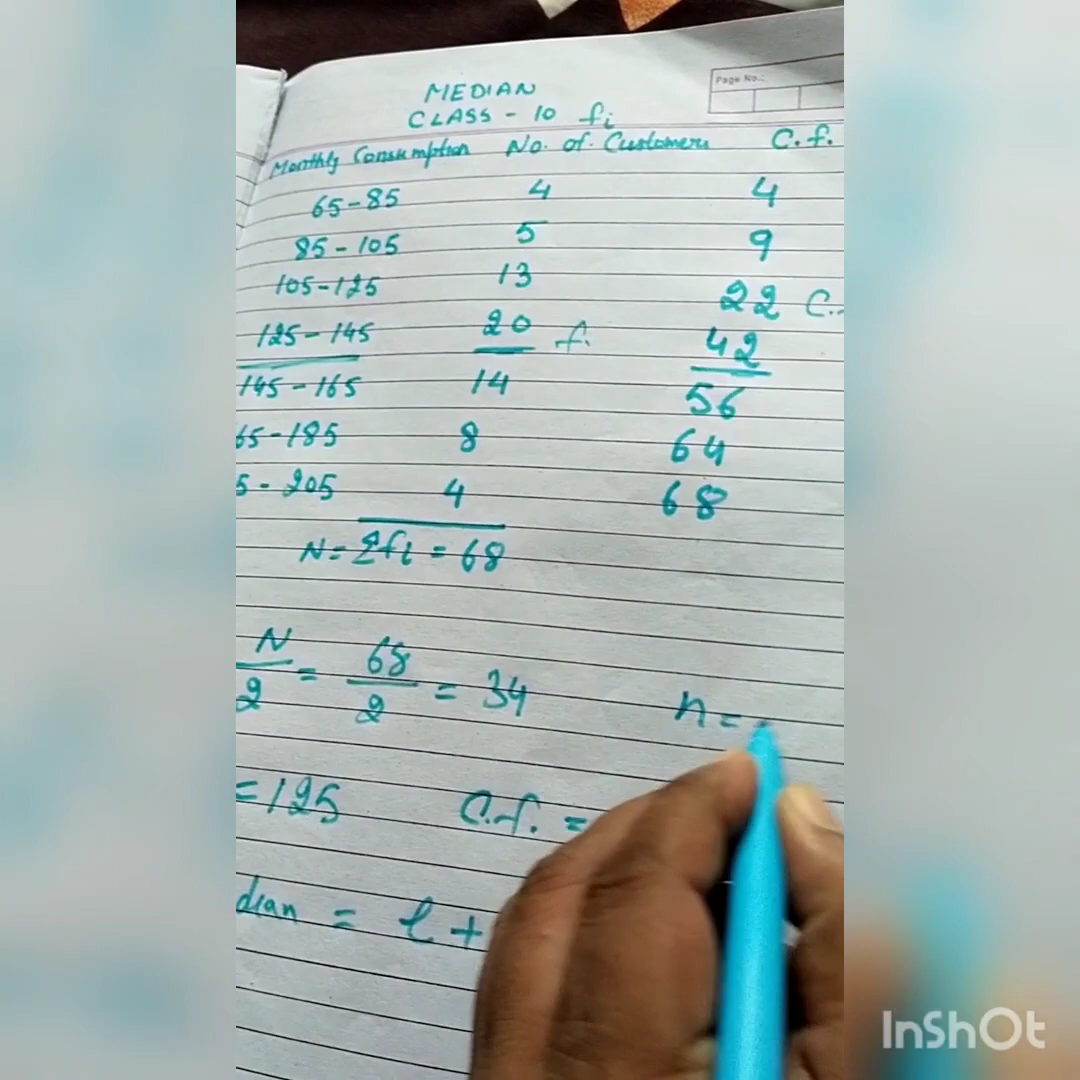 Page No.:
MEDIAN
CLASS - 10 fi
Monthly Consumption No. of. Customers C.f.
65-85 4 4
85-105 5 9
105-125 13 22 C.
125-145 20 f. 42
145-165 14 56
65-185 8 64
5-205 4 68
N=Σfi = 68
N/2 = 68/2 = 34
n=
=125 C.f. =
dian = l +
InShOt